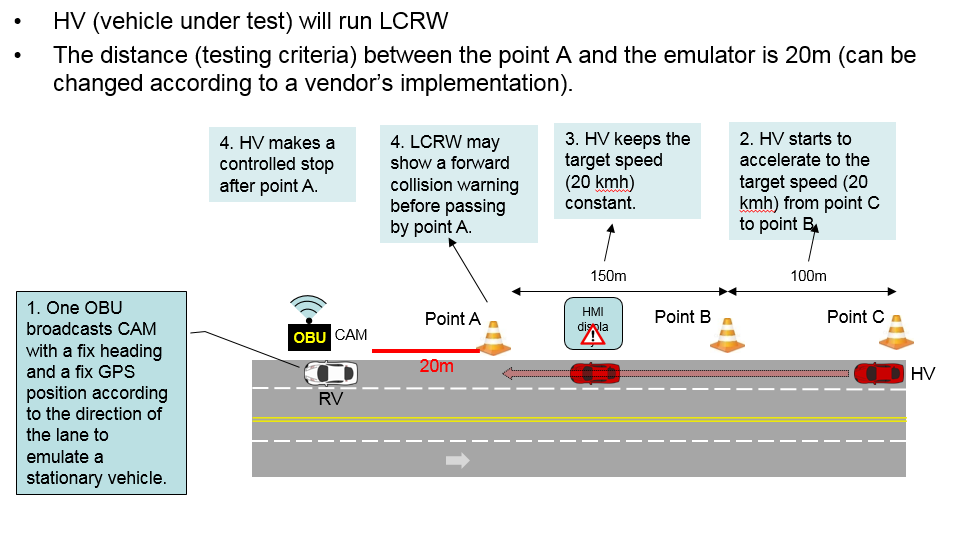 • HV (vehicle under test) will run LCRW
• The distance (testing criteria) between the point A and the emulator is 20m (can be
changed according to a vendor’s implementation).
4. HV makes a
controlled stop
after point A.
4. LCRW may
show a forward
collision warning
before passing
by point A.
3. HV keeps the
target speed
(20 kmh)
constant.
2. HV starts to
accelerate to the
target speed (20
kmh) from point C
to point B.
150m
100m
1. One OBU
broadcasts CAM
with a fix heading
and a fix GPS
position according
to the direction of
the lane to
emulate a
stationary vehicle.
OBU
CAM
Point A
HMI
displa
y
Point B
Point C
20m
RV
HV